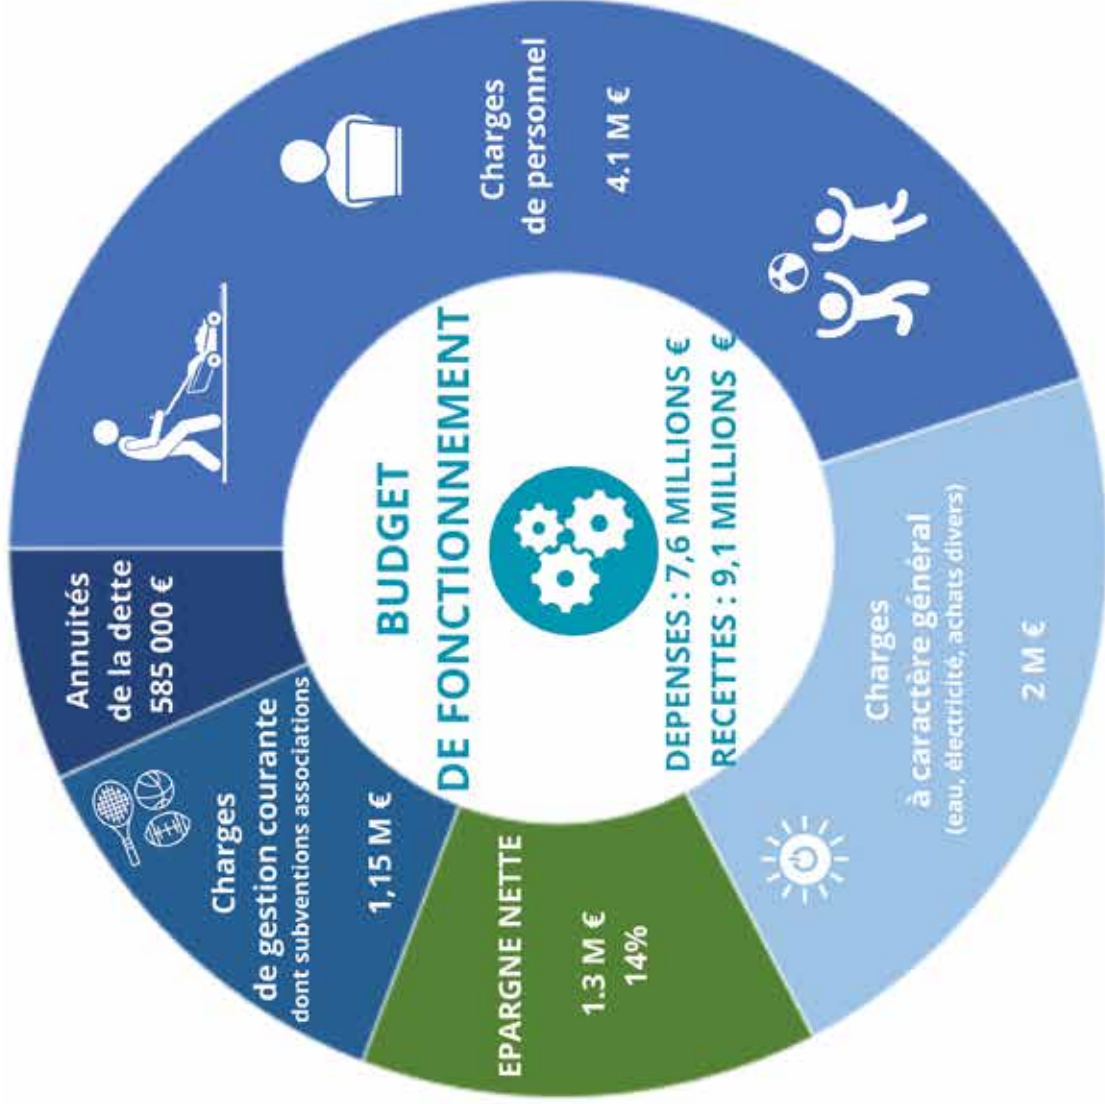 BUDGET
DE FONCTIONNEMENT
DEPENSES : 7,6 MILLIONS €
RECETTES : 9,1 MILLIONS €
Charges
de personnel
4.1 M €
Charges
à caractère général
(eau, électricité, achats divers)
2 M €
EPARGNE NETTE
1.3 M €
14%
Charges
de gestion courante
dont subventions associations
1,15 M €
Annuités
de la dette
585 000 €